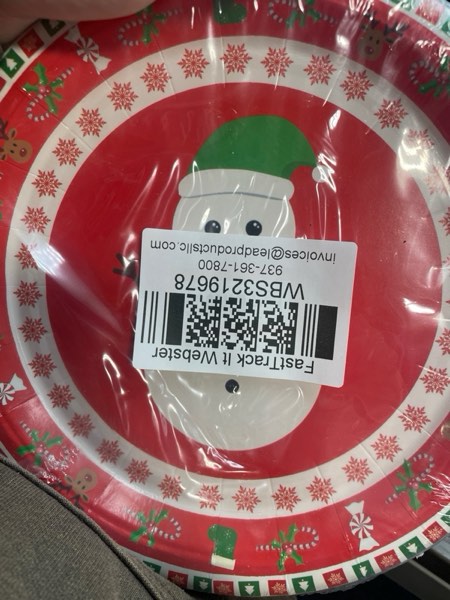 FastTrack It Webster
WBS3219678
937-361-7800
invoices@leadproductsllc.com